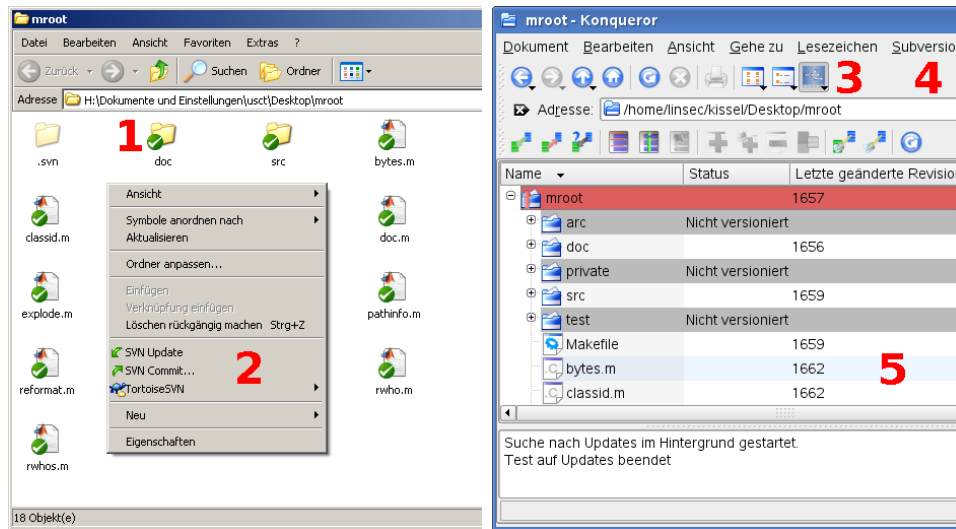 mroot
Datei Bearbeiten Ansicht Favoriten Extras ?
Zurück Suchen Ordner
Adresse H:\Dokumente und Einstellungen\usct\Desktop\mroot
1
.svn doc src bytes.m
classid.m doc.m
explode.m pathinfo.m
reformat.m rwho.m
rwhos.m
Ansicht
Symbole anordnen nach
Aktualisieren
Ordner anpassen...
Einfügen
Verknüpfung einfügen
Löschen rückgängig machen Strg+Z
SVN Update
SVN Commit...
TortoiseSVN
2
Neu
Eigenschaften
18 Objekt(e)
mroot - Konqueror
Dokument Bearbeiten Ansicht Gehe zu Lesezeichen Subversio
3 4
Adresse: /home/linsec/kissel/Desktop/mroot
Name Status Letzte geänderte Revision
mroot 1657
arc Nicht versioniert
doc 1656
private Nicht versioniert
src 1659
test Nicht versioniert
Makefile 1659
bytes.m 1662
5
classid.m 1662
Suche nach Updates im Hintergrund gestartet.
Test auf Updates beendet